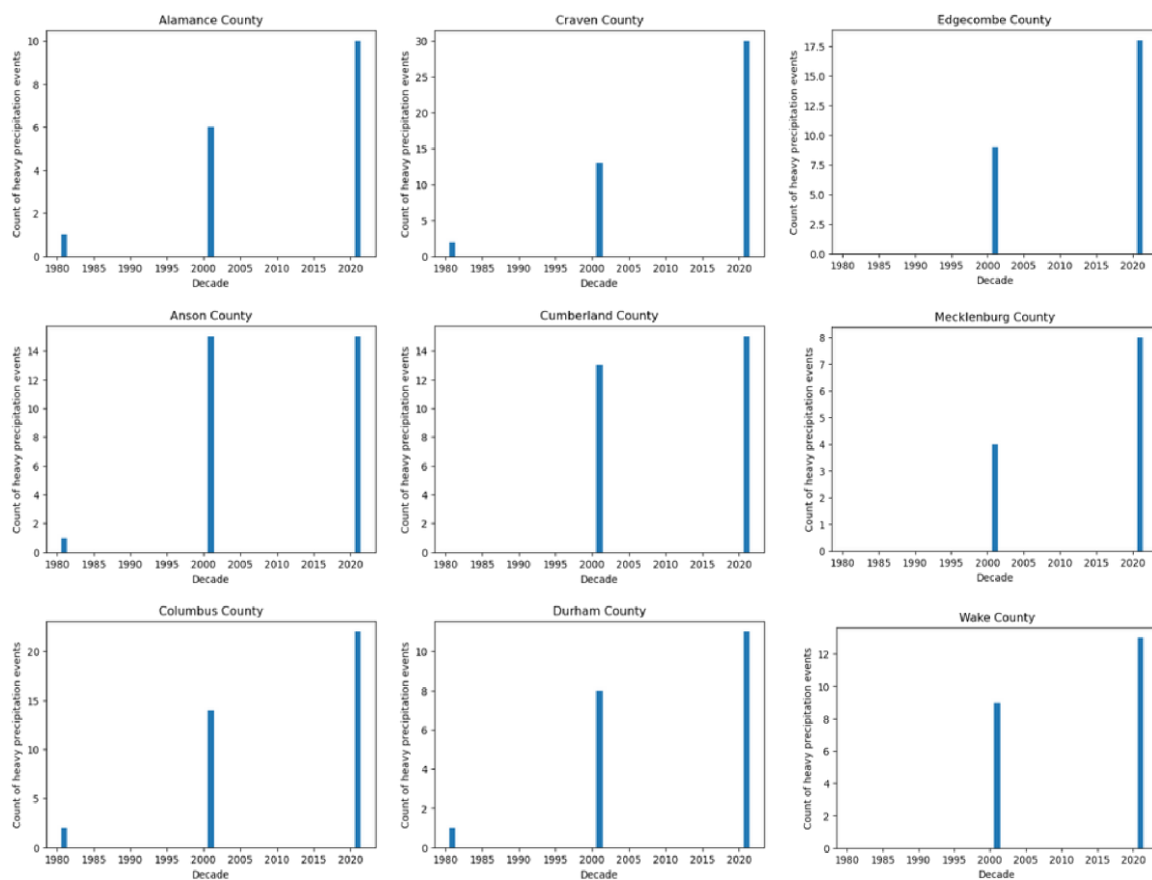 Alamance County
Count of heavy precipitation events
10
8
6
4
2
0
1980 1985 1990 1995 2000 2005 2010 2015 2020
Decade
Craven County
Count of heavy precipitation events
30
25
20
15
10
5
0
1980 1985 1990 1995 2000 2005 2010 2015 2020
Decade
Edgecombe County
Count of heavy precipitation events
17.5
15.0
12.5
10.0
7.5
5.0
2.5
0.0
1980 1985 1990 1995 2000 2005 2010 2015 2020
Decade
Anson County
Count of heavy precipitation events
14
12
10
8
6
4
2
0
1980 1985 1990 1995 2000 2005 2010 2015 2020
Decade
Cumberland County
Count of heavy precipitation events
14
12
10
8
6
4
2
0
1980 1985 1990 1995 2000 2005 2010 2015 2020
Decade
Mecklenburg County
Count of heavy precipitation events
8
7
6
5
4
3
2
1
0
1980 1985 1990 1995 2000 2005 2010 2015 2020
Decade
Columbus County
Count of heavy precipitation events
20
15
10
5
0
1980 1985 1990 1995 2000 2005 2010 2015 2020
Decade
Durham County
Count of heavy precipitation events
10
8
6
4
2
0
1980 1985 1990 1995 2000 2005 2010 2015 2020
Decade
Wake County
Count of heavy precipitation events
12
10
8
6
4
2
0
1980 1985 1990 1995 2000 2005 2010 2015 2020
Decade